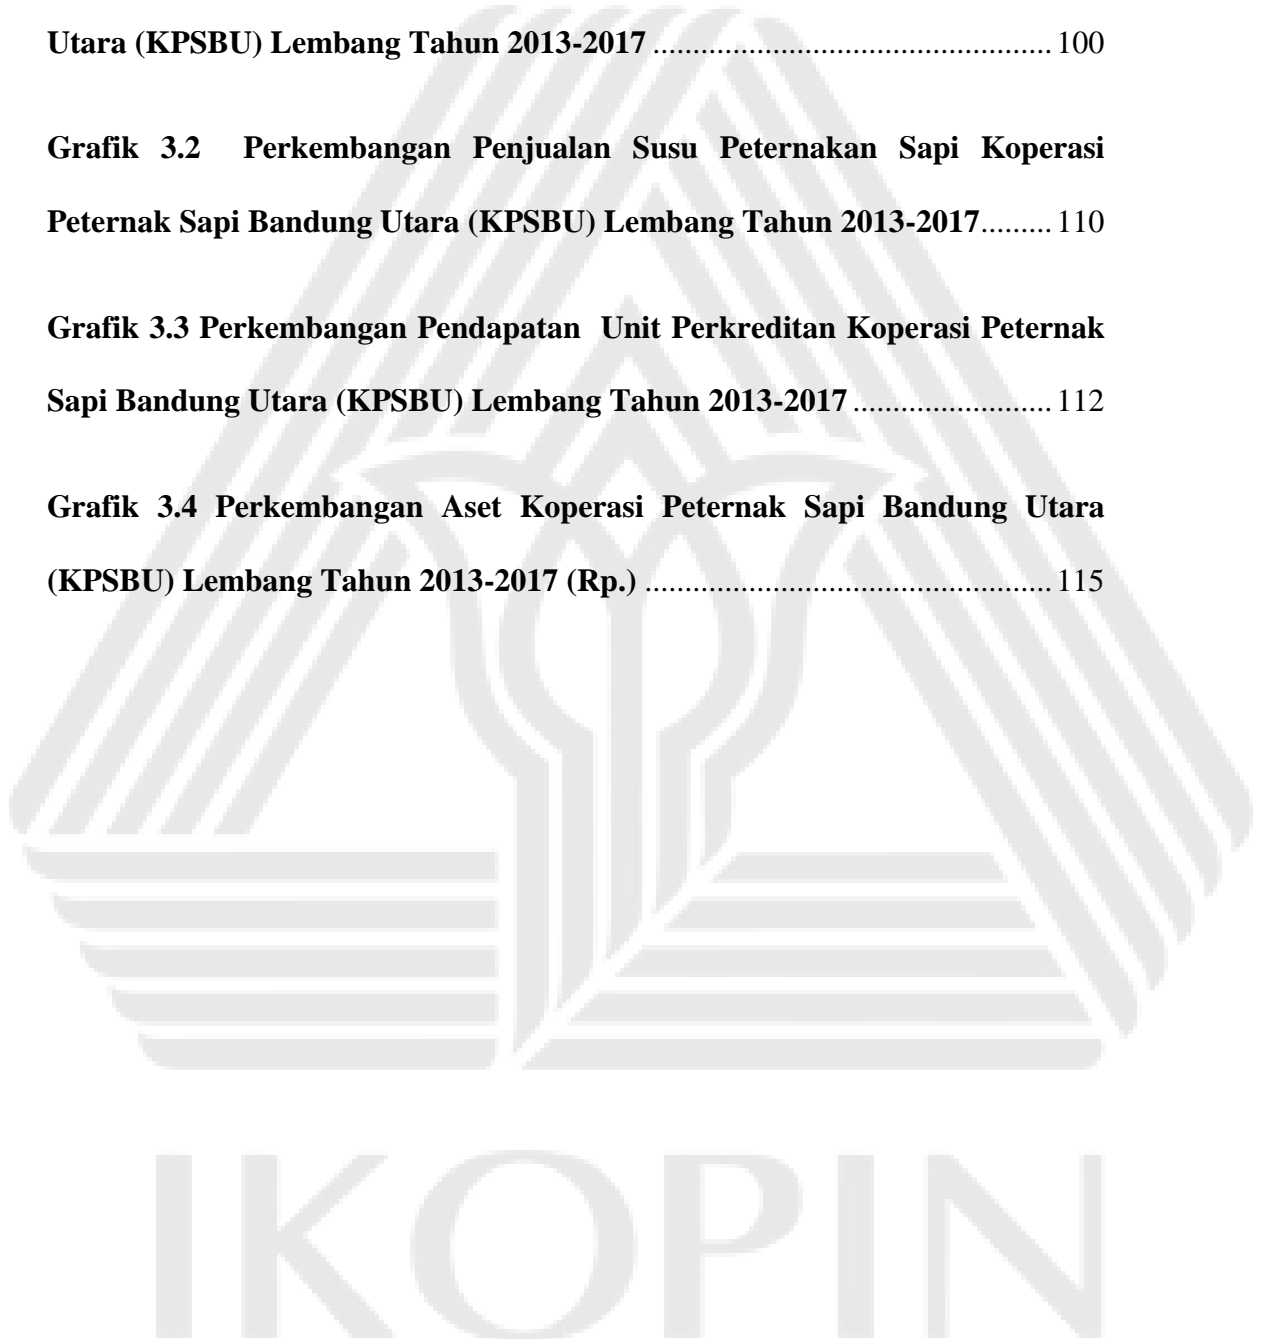 Utara (KPSBU) Lembang Tahun 2013-2017 .................................................. 100
Grafik 3.2 Perkembangan Penjualan Susu Peternakan Sapi Koperasi
Peternak Sapi Bandung Utara (KPSBU) Lembang Tahun 2013-2017......... 110
Grafik 3.3 Perkembangan Pendapatan Unit Perkreditan Koperasi Peternak
Sapi Bandung Utara (KPSBU) Lembang Tahun 2013-2017 ......................... 112
Grafik 3.4 Perkembangan Aset Koperasi Peternak Sapi Bandung Utara
(KPSBU) Lembang Tahun 2013-2017 (Rp.) ................................................... 115
IKOPIN